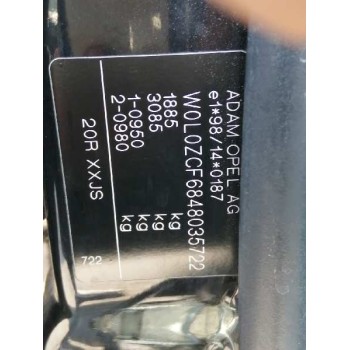 ADAM OPEL AG
e1*98/14*0187
W0L0ZCF6848035722
1885 kg
3085 kg
1-0950 kg
2-0980 kg
20R XXJS
722